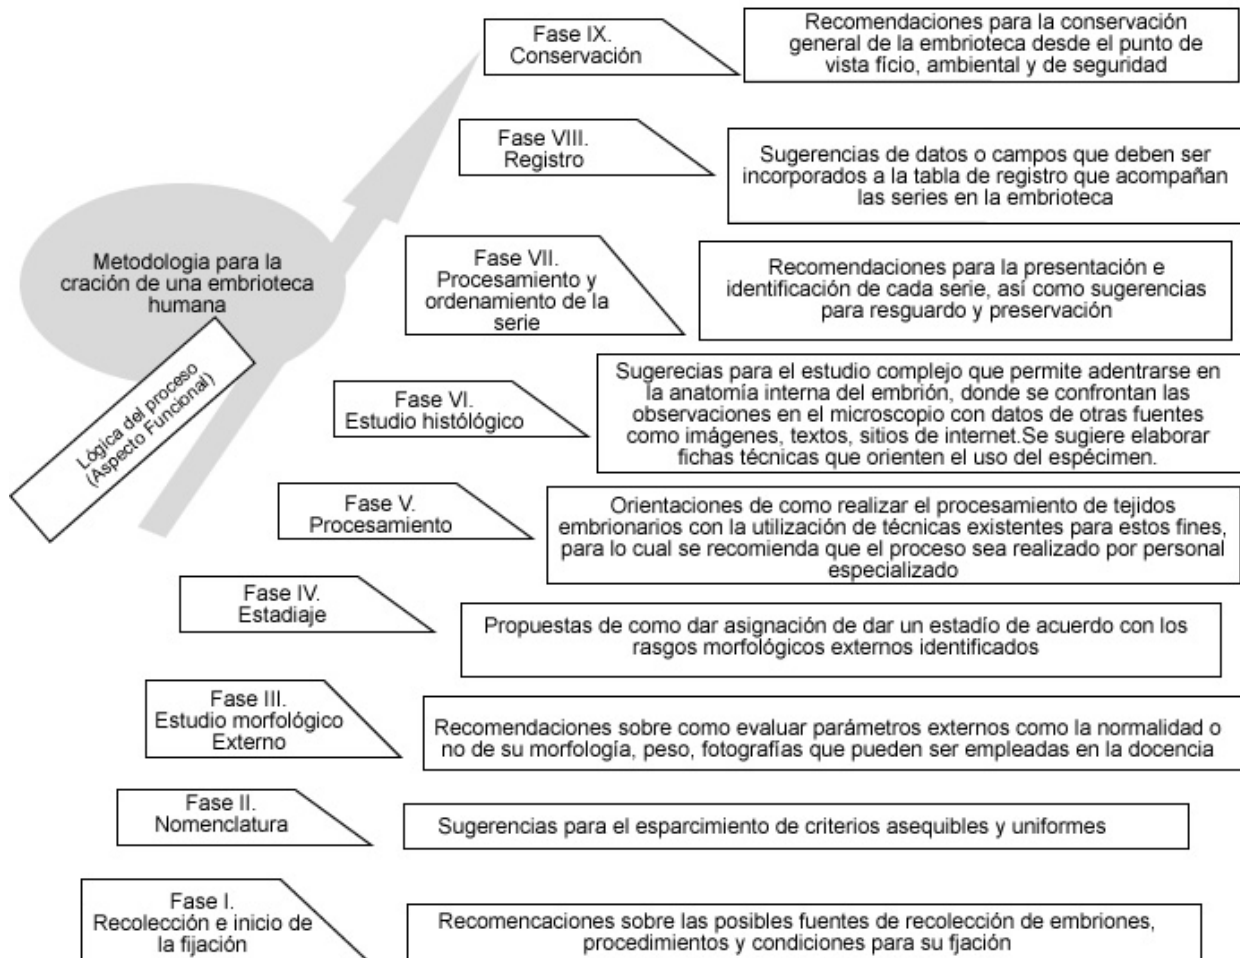 Fase IX.
Conservación
Recomendaciones para la conservación
general de la embrioteca desde el punto de
vista fício, ambiental y de seguridad
Fase VIII.
Registro
Sugerencias de datos o campos que deben ser
incorporados a la tabla de registro que acompañan
las series en la embrioteca
Metodologia para la
cración de una embrioteca
humana
Lógica del proceso
(Aspecto Funcional)
Fase VII.
Procesamiento y
ordenamiento de la
serie
Recomendaciones para la presentación e
identificación de cada serie, así como sugerencias
para resguardo y preservación
Fase VI.
Estudio histólógico
Sugerecias para el estudio complejo que permite adentrarse en
la anatomía interna del embrión, donde se confrontan las
observaciones en el microscopio con datos de otras fuentes
como imágenes, textos, sitios de internet.Se sugiere elaborar
fichas técnicas que orienten el uso del espécimen.
Fase V.
Procesamiento
Orientaciones de como realizar el procesamiento de tejidos
embrionarios con la utilización de técnicas existentes para estos fines,
para lo cual se recomienda que el proceso sea realizado por personal
especializado
Fase IV.
Estadiaje
Propuestas de como dar asignación de dar un estadío de acuerdo con los
rasgos morfológicos externos identificados
Fase III.
Estudio morfológico
Externo
Recomendaciones sobre como evaluar parámetros externos como la normalidad o
no de su morfología, peso, fotografías que pueden ser empleadas en la docencia
Fase II.
Nomenclatura
Sugerencias para el esparcimiento de criterios asequibles y uniformes
Fase I.
Recolección e inicio de
la fijación
Recomencaciones sobre las posibles fuentes de recolección de embriones,
procedimientos y condiciones para su fjación